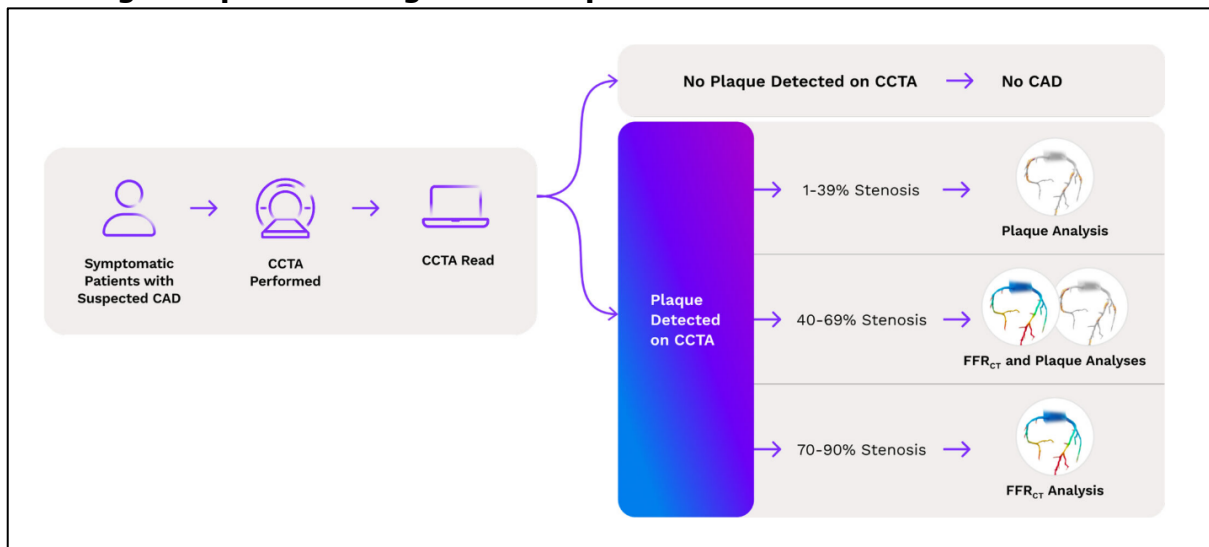 No Plaque Detected on CCTA
No CAD
Symptomatic
Patients with
Suspected CAD
CCTA
Performed
CCTA Read
Plaque
Detected
on CCTA
1-39% Stenosis
Plaque Analysis
40-69% Stenosis
FFRCT and Plaque Analyses
70-90% Stenosis
FFRCT Analysis